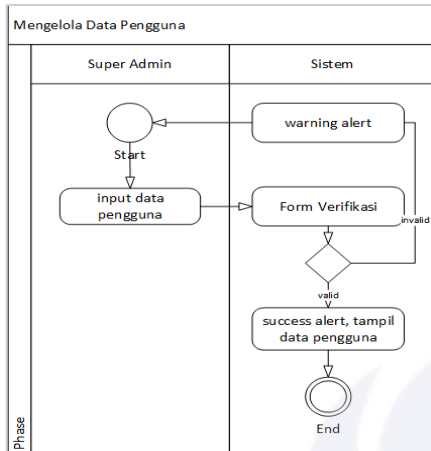 Mengelola Data Pengguna
Super Admin
Sistem
warning alert
Start
input data
pengguna
Form Verifikasi
invalid
valid
success alert, tampil
data pengguna
End
Phase